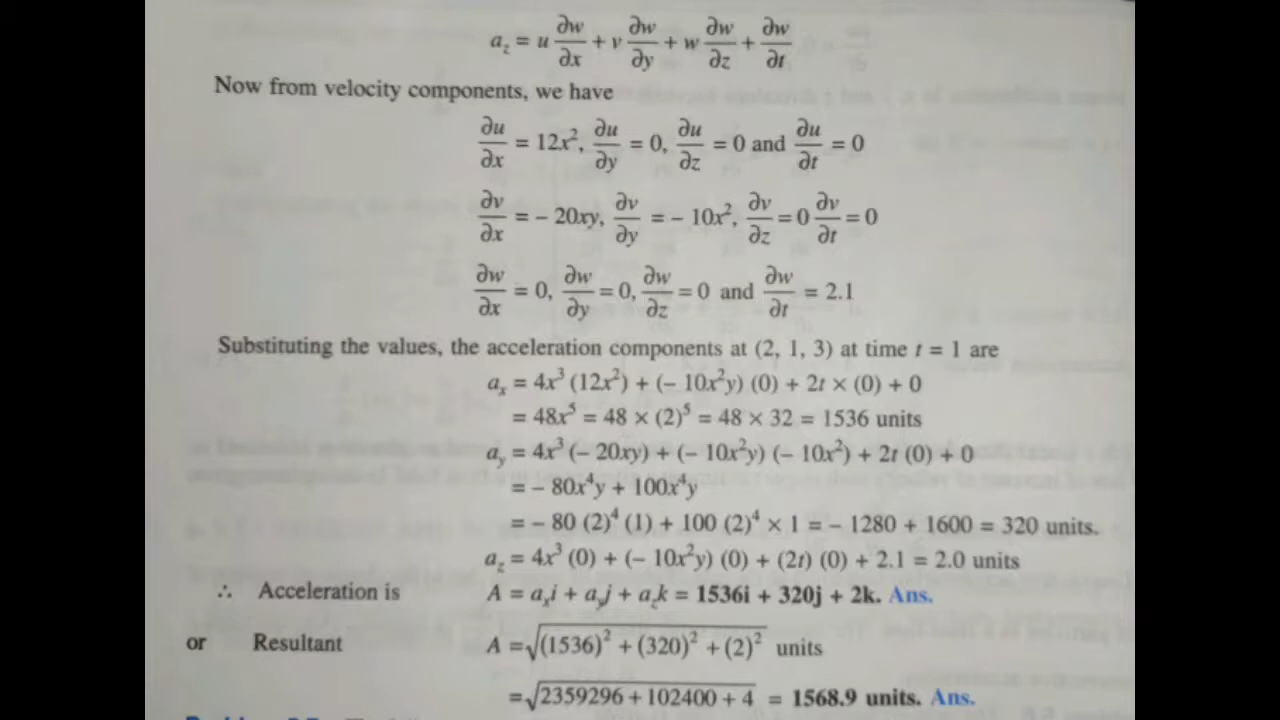 a_z = u ∂w/∂x + v ∂w/∂y + w ∂w/∂z + ∂w/∂t
Now from velocity components, we have
∂u/∂x = 12x², ∂u/∂y = 0, ∂u/∂z = 0 and ∂u/∂t = 0
∂v/∂x = – 20xy, ∂v/∂y = – 10x², ∂v/∂z = 0 ∂v/∂t = 0
∂w/∂x = 0, ∂w/∂y = 0, ∂w/∂z = 0 and ∂w/∂t = 2.1
Substituting the values, the acceleration components at (2, 1, 3) at time t = 1 are
a_x = 4x³ (12x²) + (– 10x²y) (0) + 2t × (0) + 0
= 48x⁵ = 48 × (2)⁵ = 48 × 32 = 1536 units
a_y = 4x³ (– 20xy) + (– 10x²y) (– 10x²) + 2t (0) + 0
= – 80x⁴y + 100x⁴y
= – 80 (2)⁴ (1) + 100 (2)⁴ × 1 = – 1280 + 1600 = 320 units.
a_z = 4x³ (0) + (– 10x²y) (0) + (2t) (0) + 2.1 = 2.0 units
∴ Acceleration is A = a_x i + a_y j + a_z k = 1536i + 320j + 2k. Ans.
or Resultant A = √((1536)² + (320)² + (2)²) units
= √(2359296 + 102400 + 4) = 1568.9 units. Ans.